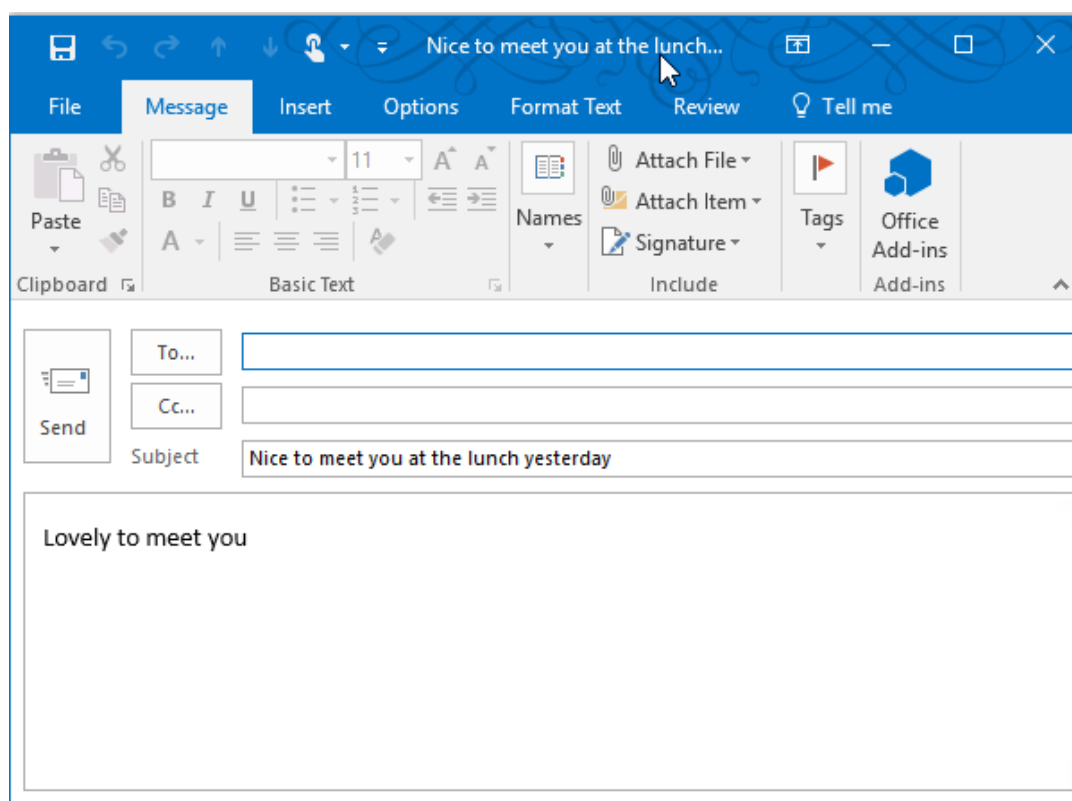 Nice to meet you at the lunch...
File Message Insert Options Format Text Review Tell me
11 A A
Attach File
B I U
Attach Item
Paste
Names
Tags
Office
A
Signature
Add-ins
Clipboard Basic Text Include Add-ins
To...
Cc...
Send
Subject Nice to meet you at the lunch yesterday
Lovely to meet you